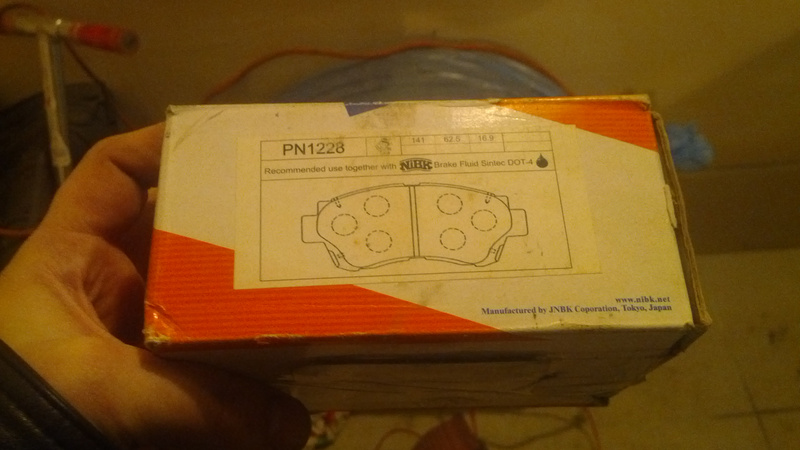 PN1228 141 62.5 16.9
Recommended use together with NiBK Brake Fluid Sintec DOT-4
www.nibk.net
Manufactured by JNBK Coporation, Tokyo, Japan